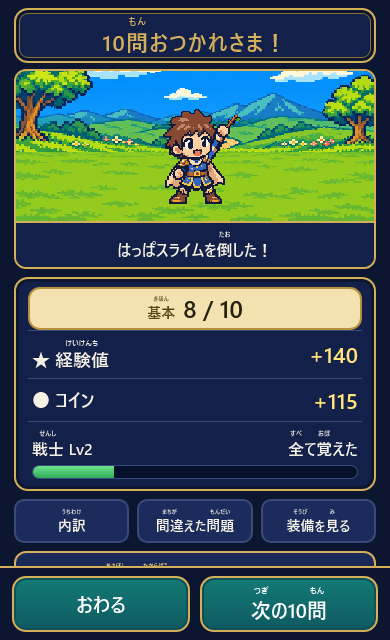 10問おつかれさま！
はっぱスライムを倒した！
基本 8 / 10
★ 経験値 +140
コイン +115
戦士 Lv2 全て覚えた
内訳 間違えた問題 装備を見る
おわる 次の10問